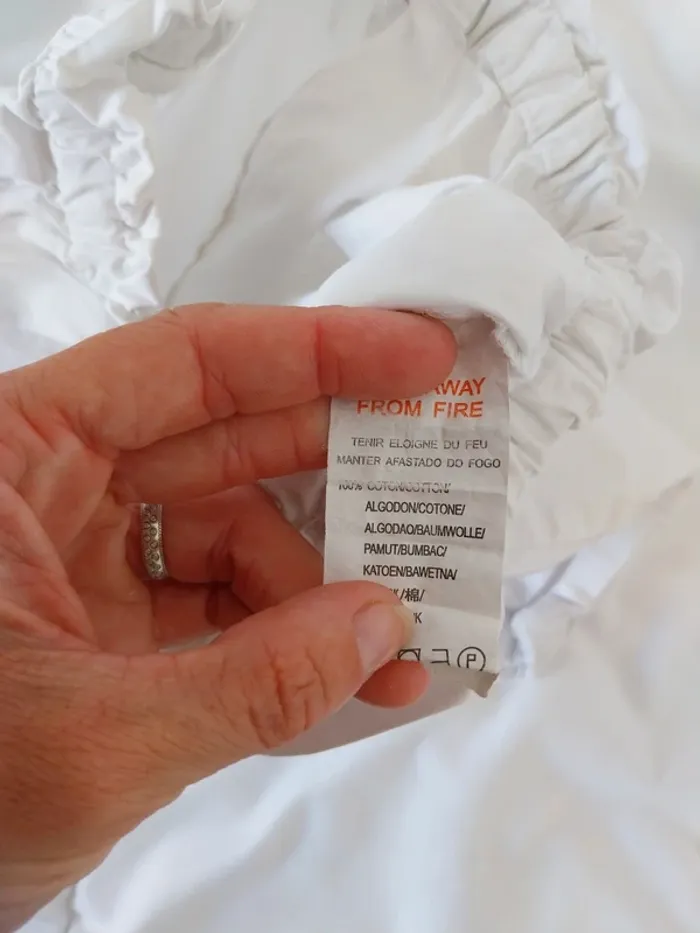 AWAY
FROM FIRE
TENIR ELOIGNE DU FEU
MANTER AFASTADO DO FOGO
100% COTON/COTTON/
ALGODON/COTONE/
ALGODAO/BAUMWOLLE/
PAMUT/BUMBAC/
KATOEN/BAWETNA/
/棉/
K
P